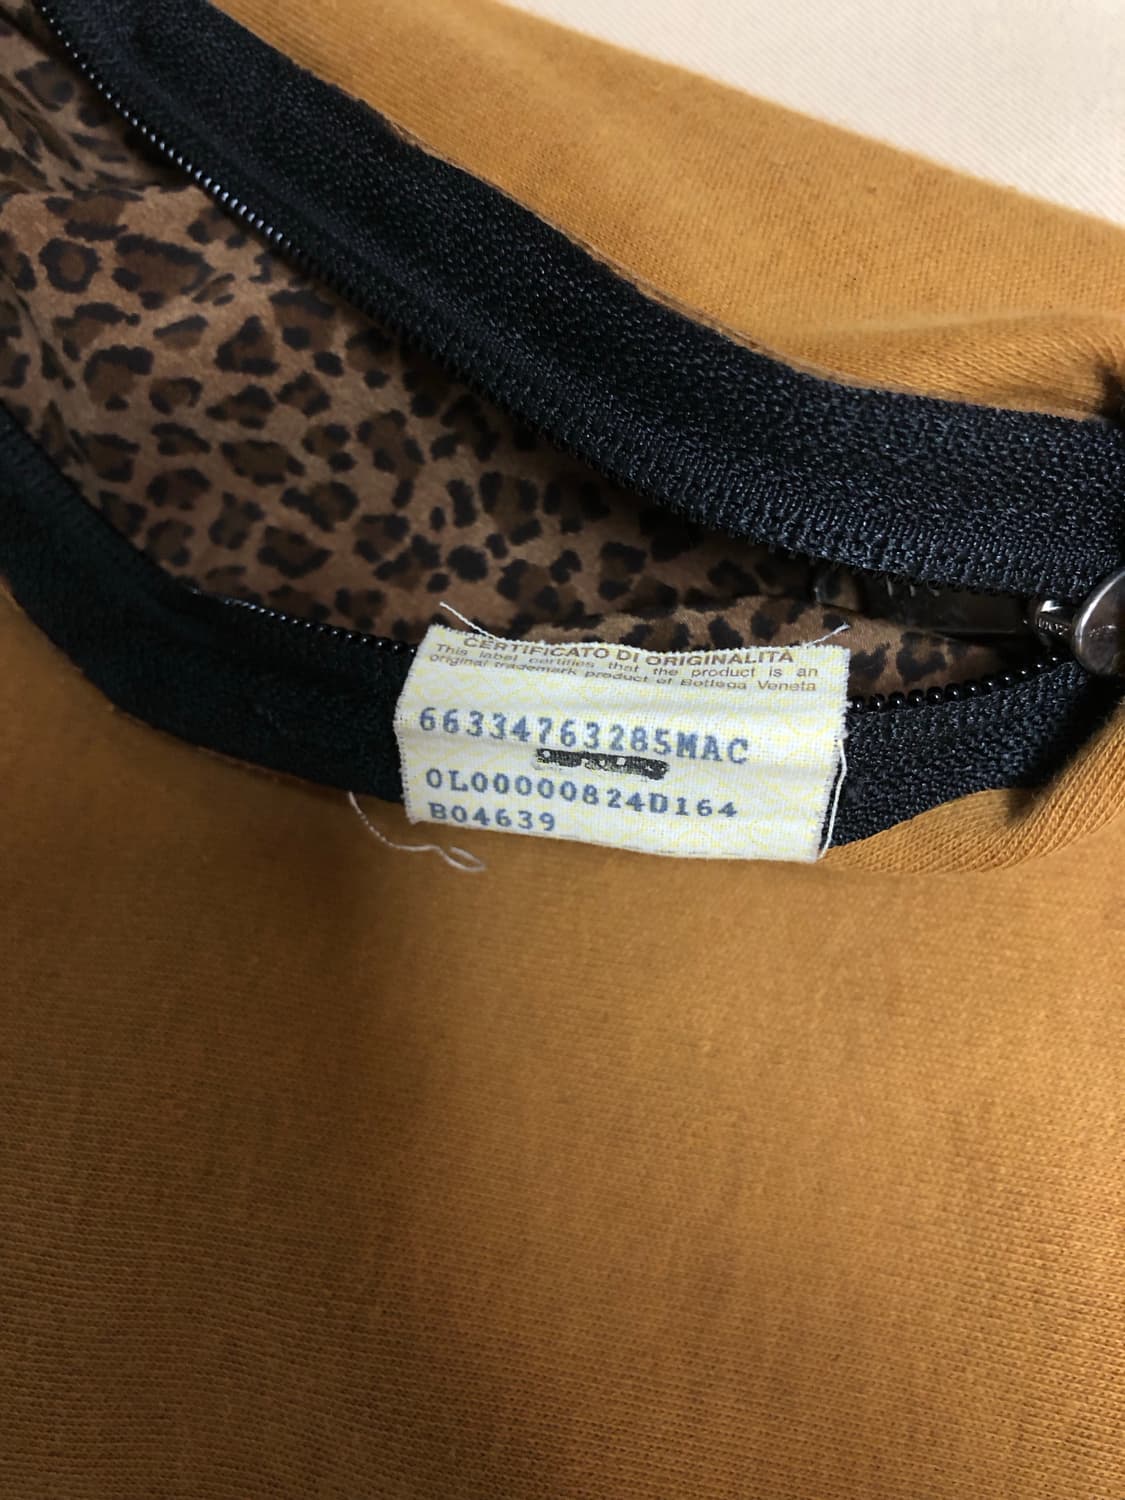 CERTIFICATO DI ORIGINALITÀ
This label certifies that the product is an
original trademark product of Bottega Veneta
66334763285MAC
0L00000824D164
B04639